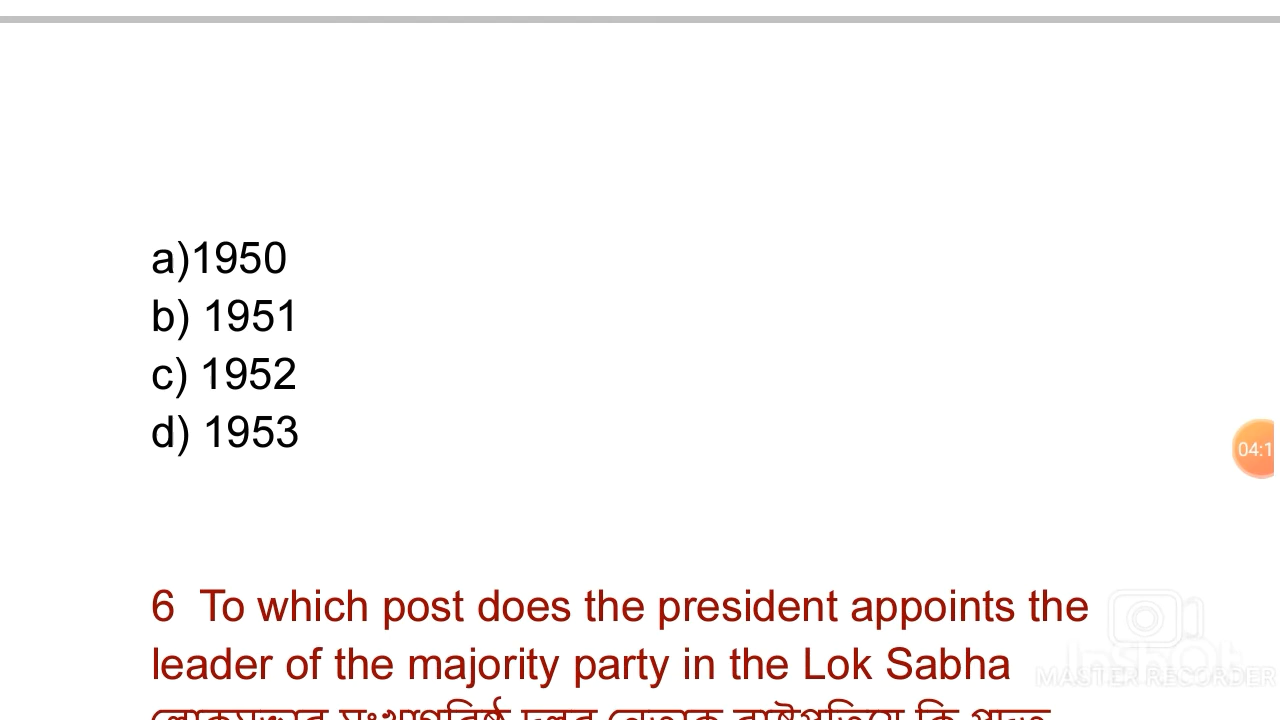 a)1950
b) 1951
c) 1952
d) 1953
04:1
6 To which post does the president appoints the
leader of the majority party in the Lok Sabha
InShOt
MASTER RECORDER